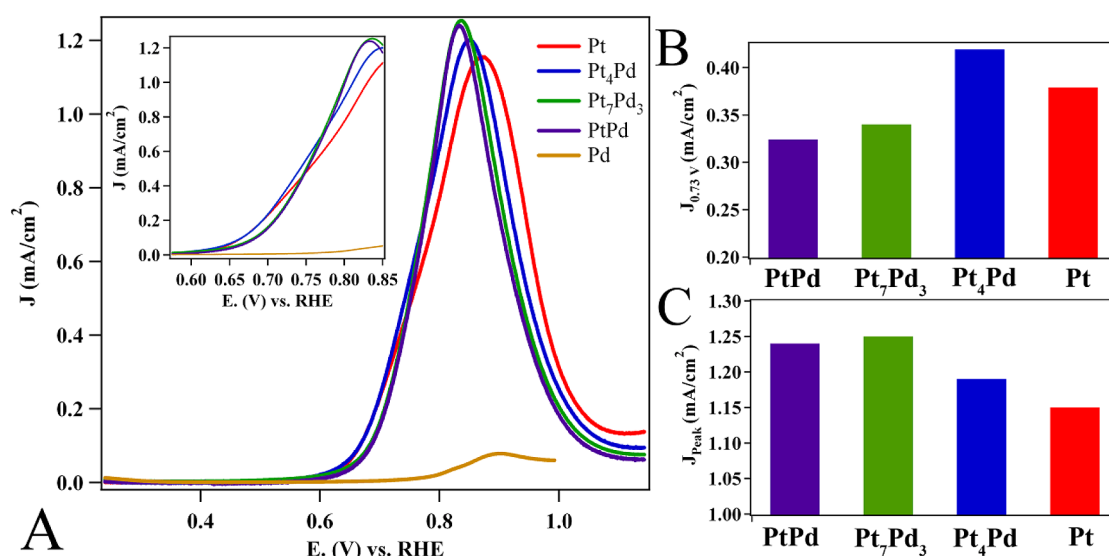 A
J (mA/cm²)
1.2
1.0
0.8
0.6
0.4
0.2
0.0
0.4
0.6
0.8
1.0
E. (V) vs. RHE
J (mA/cm²)
1.2
1.0
0.8
0.6
0.4
0.2
0.0
0.60
0.65
0.70
0.75
0.80
0.85
E. (V) vs. RHE
Pt
Pt₄Pd
Pt₇Pd₃
PtPd
Pd
B
J₀.₇₃ ᵥ (mA/cm²)
0.40
0.35
0.30
0.25
0.20
PtPd
Pt₇Pd₃
Pt₄Pd
Pt
C
J_Peak (mA/cm²)
1.30
1.25
1.20
1.15
1.10
1.05
1.00
PtPd
Pt₇Pd₃
Pt₄Pd
Pt